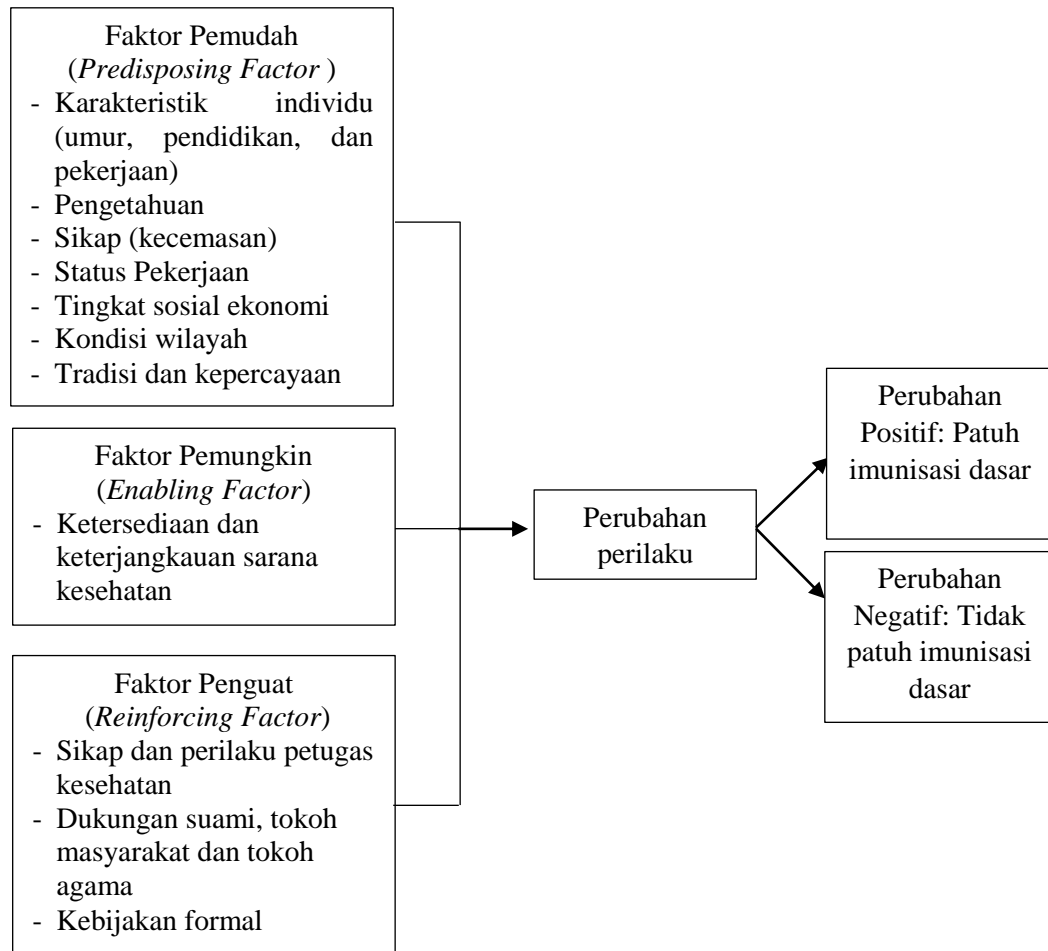 Faktor Pemudah
(Predisposing Factor )
- Karakteristik individu
(umur, pendidikan, dan
pekerjaan)
- Pengetahuan
- Sikap (kecemasan)
- Status Pekerjaan
- Tingkat sosial ekonomi
- Kondisi wilayah
- Tradisi dan kepercayaan
Faktor Pemungkin
(Enabling Factor)
- Ketersediaan dan
keterjangkauan sarana
kesehatan
Faktor Penguat
(Reinforcing Factor)
- Sikap dan perilaku petugas
kesehatan
- Dukungan suami, tokoh
masyarakat dan tokoh
agama
- Kebijakan formal
Perubahan
perilaku
Perubahan
Positif: Patuh
imunisasi dasar
Perubahan
Negatif: Tidak
patuh imunisasi
dasar